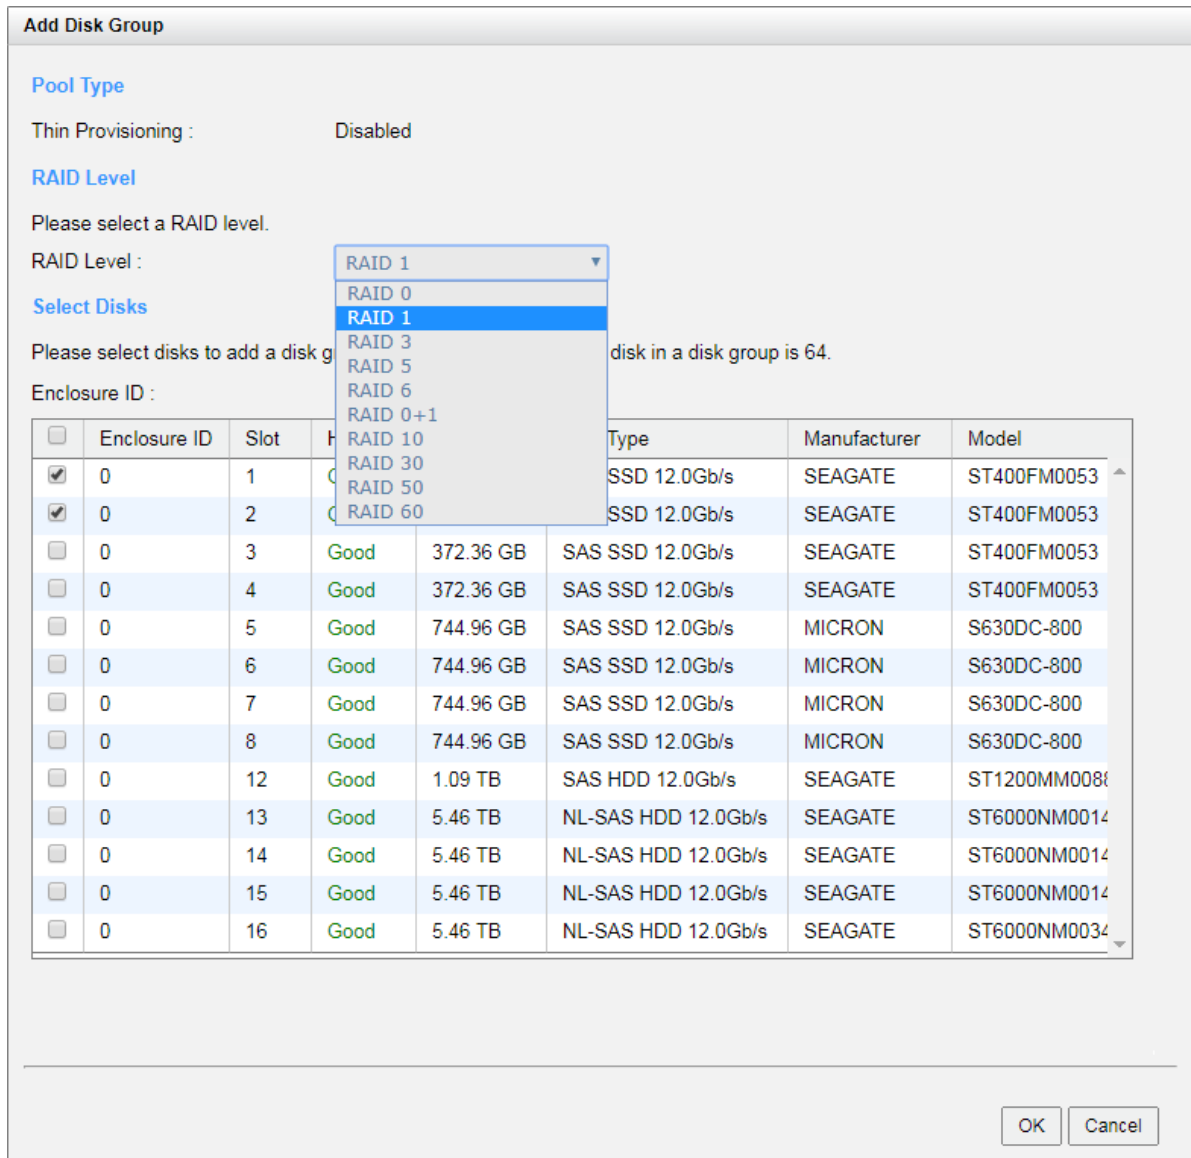 Add Disk Group
Pool Type
Thin Provisioning : Disabled
RAID Level
Please select a RAID level.
RAID Level : RAID 1
RAID 0
RAID 1
RAID 3
RAID 5
RAID 6
RAID 0+1
RAID 10
RAID 30
RAID 50
RAID 60
Select Disks
Please select disks to add a disk disk in a disk group is 64.
Enclosure ID :
Enclosure ID Slot Type Manufacturer Model
0 1 SSD 12.0Gb/s SEAGATE ST400FM0053
0 2 SSD 12.0Gb/s SEAGATE ST400FM0053
0 3 Good 372.36 GB SAS SSD 12.0Gb/s SEAGATE ST400FM0053
0 4 Good 372.36 GB SAS SSD 12.0Gb/s SEAGATE ST400FM0053
0 5 Good 744.96 GB SAS SSD 12.0Gb/s MICRON S630DC-800
0 6 Good 744.96 GB SAS SSD 12.0Gb/s MICRON S630DC-800
0 7 Good 744.96 GB SAS SSD 12.0Gb/s MICRON S630DC-800
0 8 Good 744.96 GB SAS SSD 12.0Gb/s MICRON S630DC-800
0 12 Good 1.09 TB SAS HDD 12.0Gb/s SEAGATE ST1200MM0088
0 13 Good 5.46 TB NL-SAS HDD 12.0Gb/s SEAGATE ST6000NM0014
0 14 Good 5.46 TB NL-SAS HDD 12.0Gb/s SEAGATE ST6000NM0014
0 15 Good 5.46 TB NL-SAS HDD 12.0Gb/s SEAGATE ST6000NM0014
0 16 Good 5.46 TB NL-SAS HDD 12.0Gb/s SEAGATE ST6000NM0034
OK Cancel